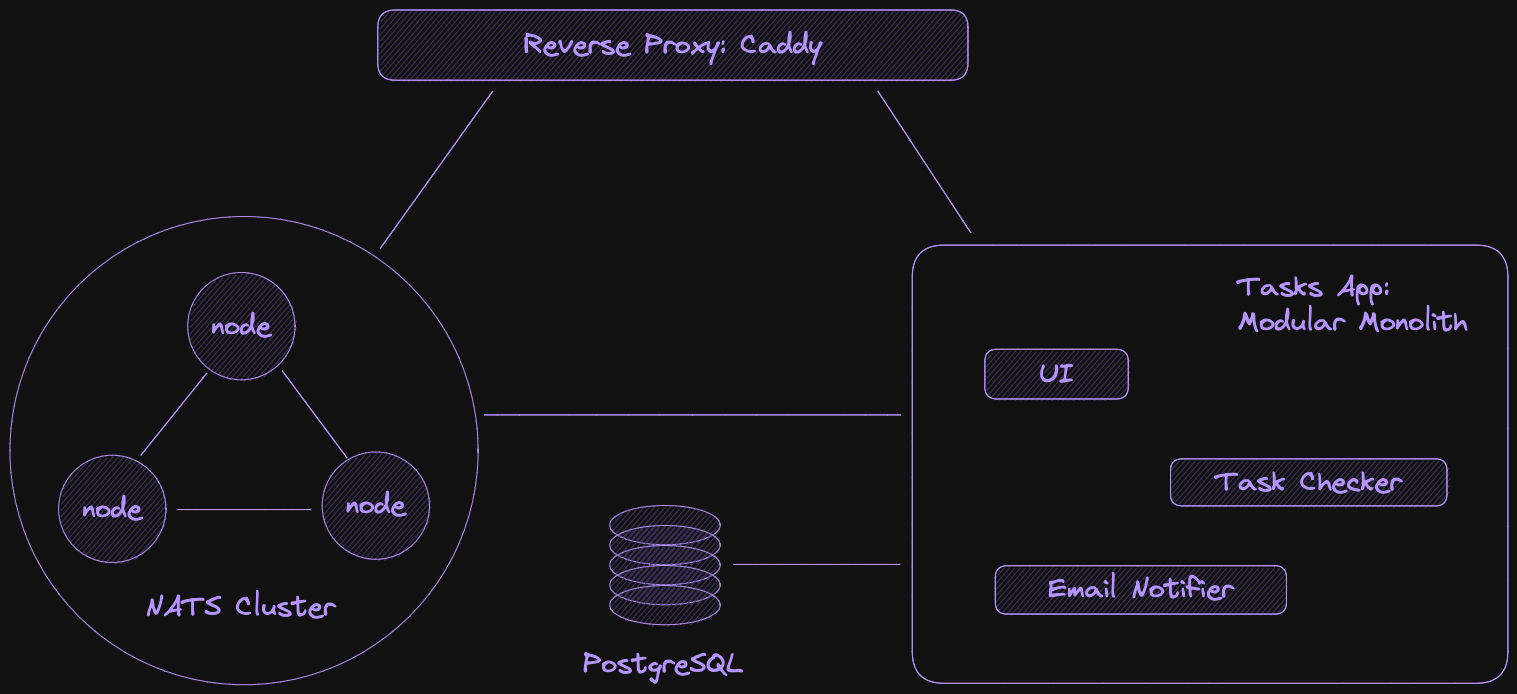 Reverse Proxy: Caddy
Tasks App:
Modular Monolith
node
UI
Task Checker
node
node
Email Notifier
NATS Cluster
PostgreSQL